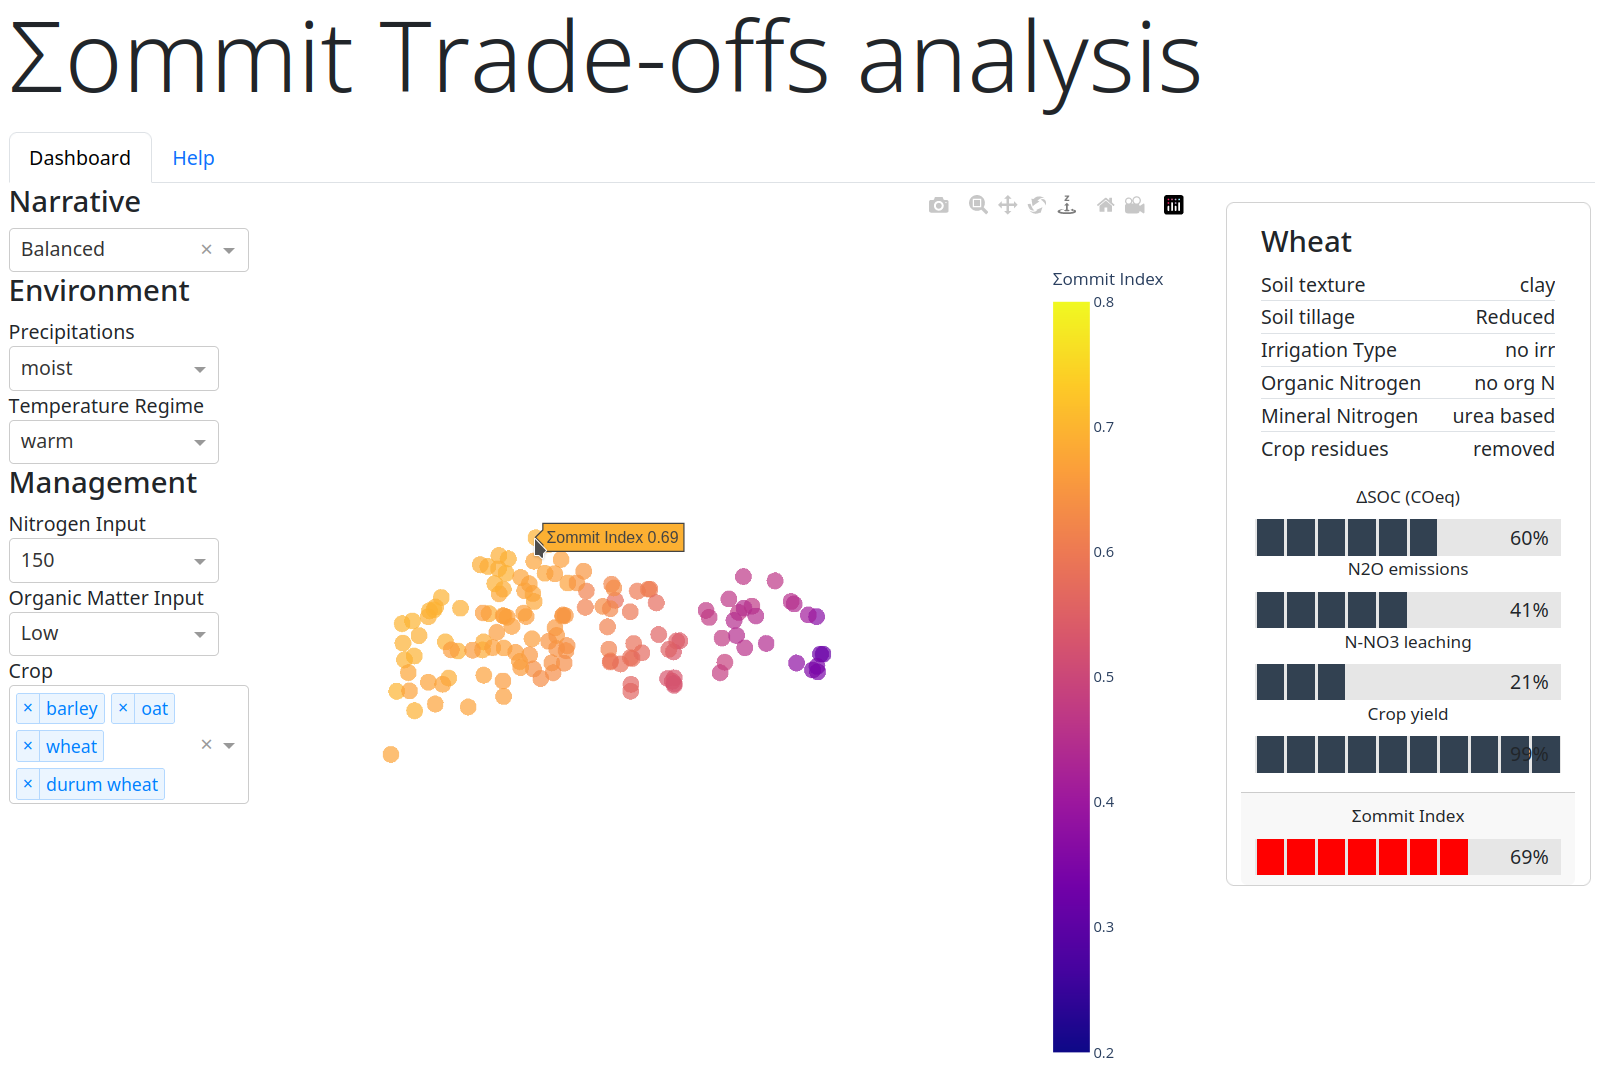 Σommit Trade-offs analysis
Dashboard Help
Narrative
Balanced
Environment
Precipitations
moist
Temperature Regime
warm
Management
Nitrogen Input
150
Organic Matter Input
Low
Crop
× barley × oat
× wheat
× durum wheat
Σommit Index 0.69
Σommit Index
0.8
0.7
0.6
0.5
0.4
0.3
0.2
Wheat
Soil texture clay
Soil tillage Reduced
Irrigation Type no irr
Organic Nitrogen no org N
Mineral Nitrogen urea based
Crop residues removed
ΔSOC (COeq)
60%
N2O emissions
41%
N-NO3 leaching
21%
Crop yield
99%
Σommit Index
69%